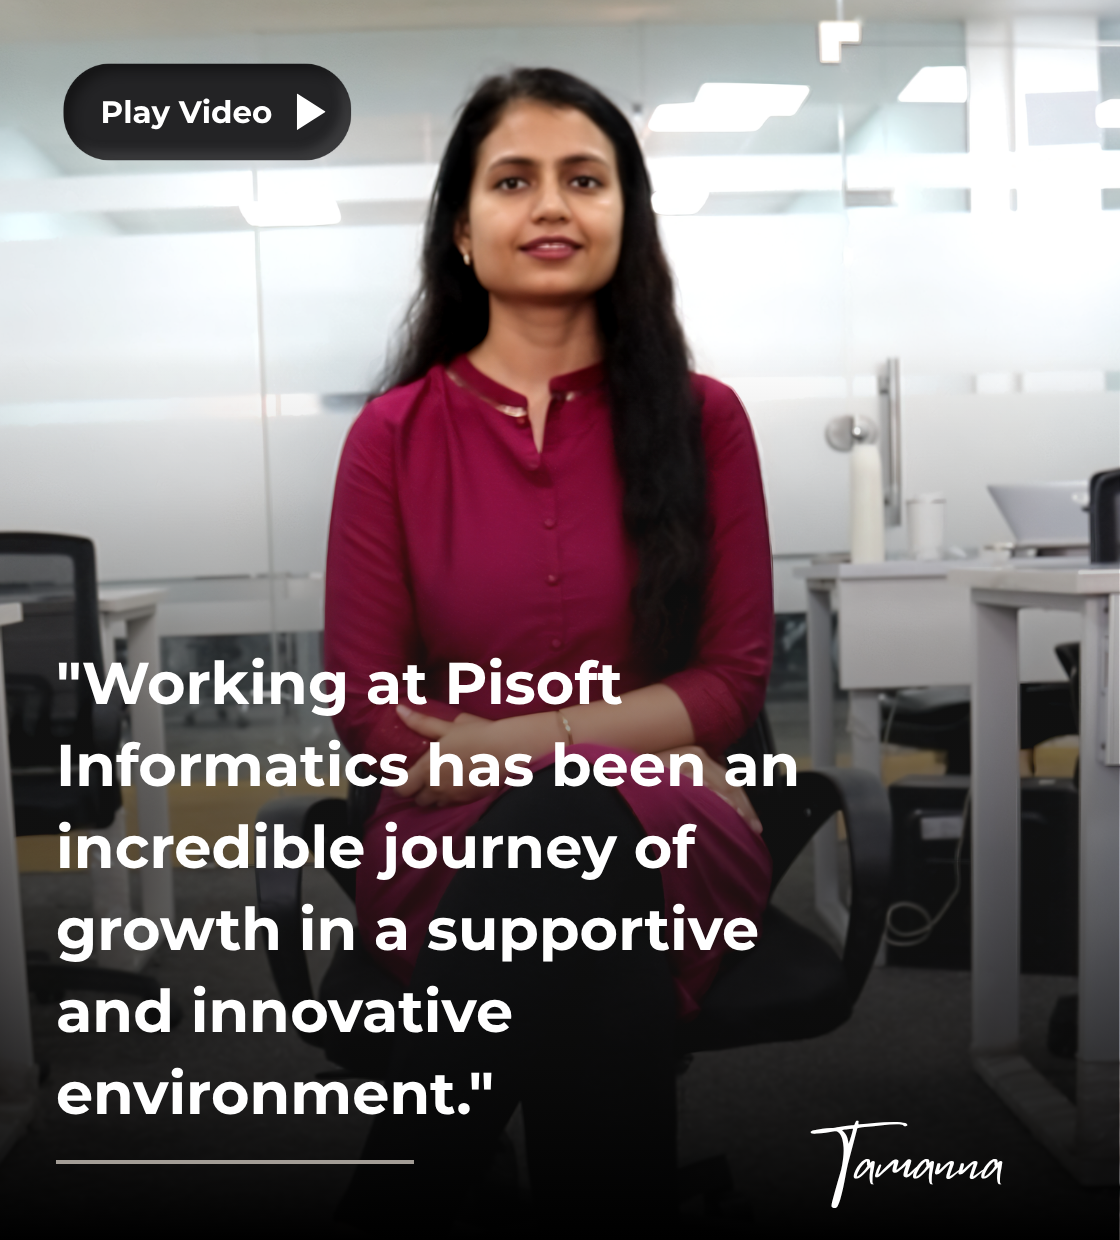 Play Video
"Working at Pisoft
Informatics has been an
incredible journey of
growth in a supportive
and innovative
environment."
Tamanna